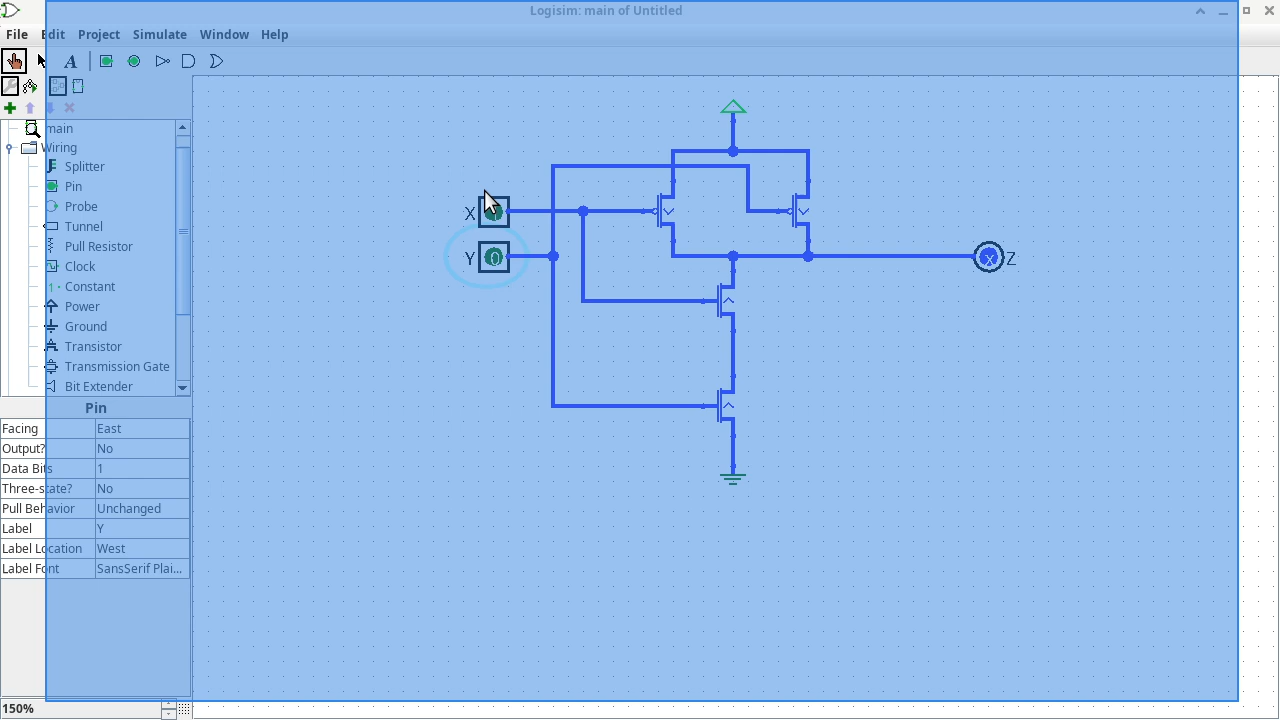 Logisim: main of Untitled
File Edit Project Simulate Window Help
A
main
Wiring
Splitter
Pin
Probe
Tunnel
Pull Resistor
Clock
1 Constant
Power
Ground
Transistor
Transmission Gate
Bit Extender
Pin
Facing East
Output? No
Data Bits 1
Three-state? No
Pull Behavior Unchanged
Label Y
Label Location West
Label Font SansSerif Plai...
150%
X
Y 0
x Z